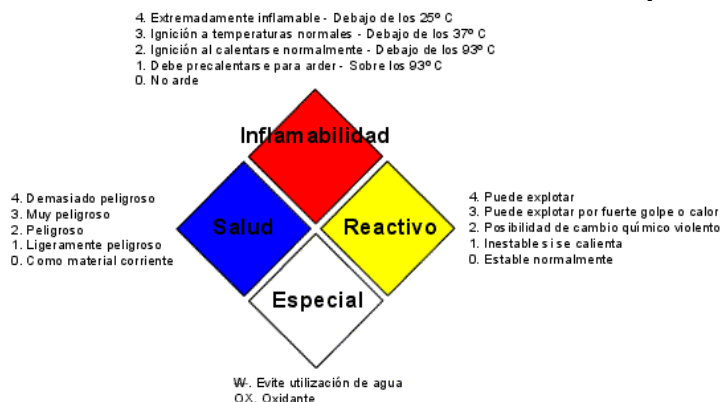 4. Extremadamente inflamable - Debajo de los 25º C
3. Ignición a temperaturas normales - Debajo de los 37º C
2. Ignición al calentarse normalmente - Debajo de los 93º C
1. Debe precalentarse para arder - Sobre los 93º C
0. No arde
Inflamabilidad
4. Demasiado peligroso
3. Muy peligroso
2. Peligroso
1. Ligeramente peligroso
0. Como material corriente
Salud
Reactivo
4. Puede explotar
3. Puede explotar por fuerte golpe o calor
2. Posibilidad de cambio químico violento
1. Inestable si se calienta
0. Estable normalmente
Especial
W. Evite utilización de agua
OX. Oxidante